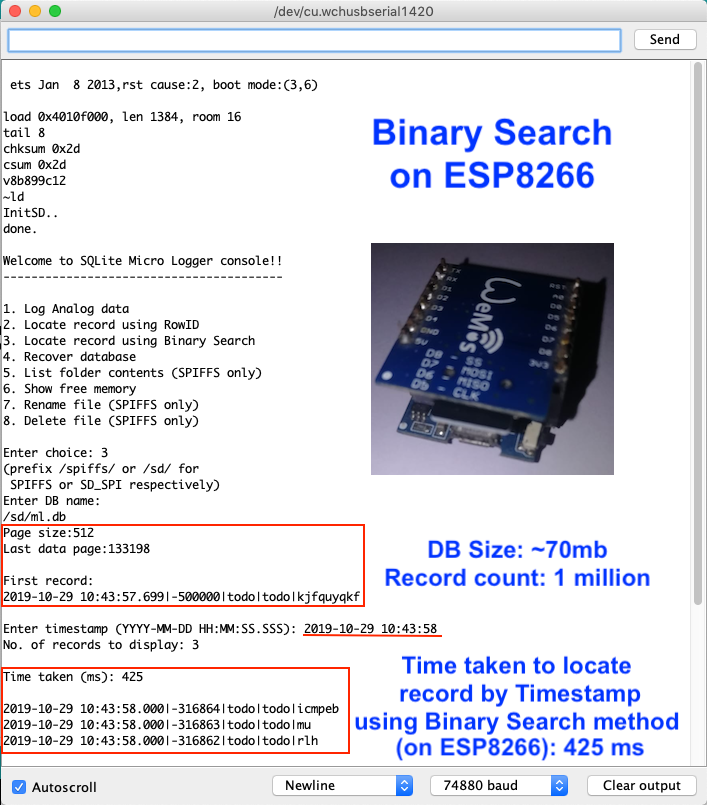 /dev/cu.wchusbserial1420
Send
ets Jan  8 2013,rst cause:2, boot mode:(3,6)
load 0x4010f000, len 1384, room 16
tail 8
chksum 0x2d
csum 0x2d
v8b899c12
~ld
InitSD..
done.
Welcome to SQLite Micro Logger console!!
----------------------------------------
1. Log Analog data
2. Locate record using RowID
3. Locate record using Binary Search
4. Recover database
5. List folder contents (SPIFFS only)
6. Show free memory
7. Rename file (SPIFFS only)
8. Delete file (SPIFFS only)
Enter choice: 3
(prefix /spiffs/ or /sd/ for
 SPIFFS or SD_SPI respectively)
Enter DB name:
/sd/ml.db
Page size:512
Last data page:133198
First record:
2019-10-29 10:43:57.699|-500000|todo|todo|kjfquyqkf
Enter timestamp (YYYY-MM-DD HH:MM:SS.SSS): 2019-10-29 10:43:58
No. of records to display: 3
Time taken (ms): 425
2019-10-29 10:43:58.000|-316864|todo|todo|icmpeb
2019-10-29 10:43:58.000|-316863|todo|todo|mu
2019-10-29 10:43:58.000|-316862|todo|todo|rlh
Binary Search
on ESP8266
TX
RX
D1
D2
D3
D4
GND
5V
WeMos
D8 - SS
D7 - MOSI
D6 - MISO
D5 - CLK
RST
A0
D0
D5
D6
D7
D8
3V3
DB Size: ~70mb
Record count: 1 million
Time taken to locate
record by Timestamp
using Binary Search method
(on ESP8266): 425 ms
Autoscroll
Newline
74880 baud
Clear output